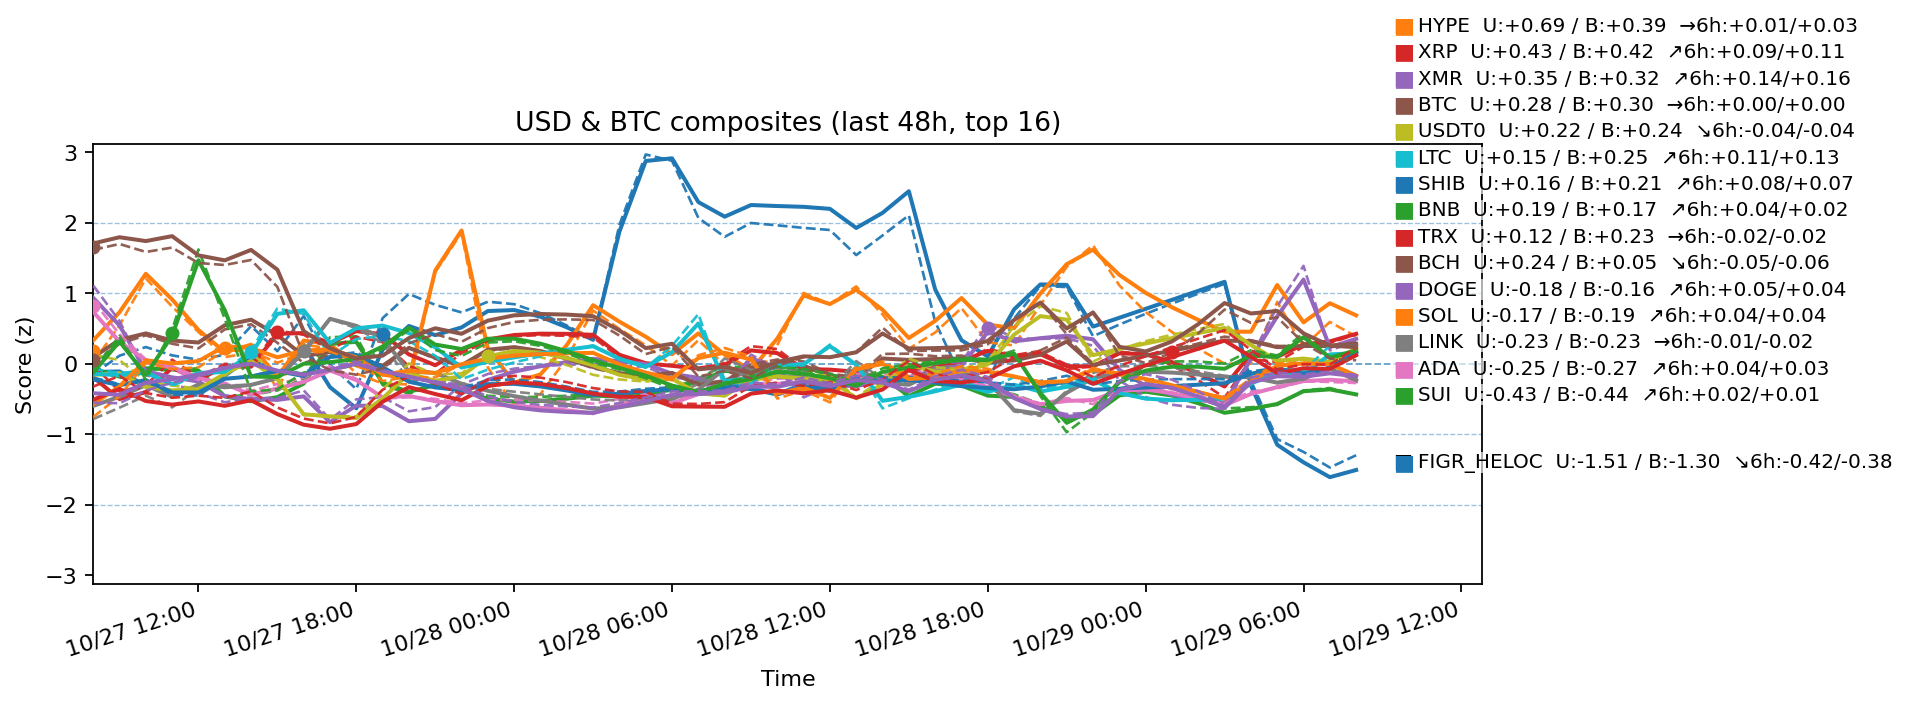 HYPE U:+0.69 / B:+0.39 →6h:+0.01/+0.03
XRP U:+0.43 / B:+0.42 ↗6h:+0.09/+0.11
XMR U:+0.35 / B:+0.32 ↗6h:+0.14/+0.16
BTC U:+0.28 / B:+0.30 →6h:+0.00/+0.00
USDT0 U:+0.22 / B:+0.24 ↘6h:-0.04/-0.04
LTC U:+0.15 / B:+0.25 ↗6h:+0.11/+0.13
SHIB U:+0.16 / B:+0.21 ↗6h:+0.08/+0.07
BNB U:+0.19 / B:+0.17 ↗6h:+0.04/+0.02
TRX U:+0.12 / B:+0.23 →6h:-0.02/-0.02
BCH U:+0.24 / B:+0.05 ↘6h:-0.05/-0.06
DOGE U:-0.18 / B:-0.16 ↗6h:+0.05/+0.04
SOL U:-0.17 / B:-0.19 ↗6h:+0.04/+0.04
LINK U:-0.23 / B:-0.23 →6h:-0.01/-0.02
ADA U:-0.25 / B:-0.27 ↗6h:+0.04/+0.03
SUI U:-0.43 / B:-0.44 ↗6h:+0.02/+0.01
FIGR_HELOC U:-1.51 / B:-1.30 ↘6h:-0.42/-0.38
USD & BTC composites (last 48h, top 16)
Score (z)
3
2
1
0
−1
−2
−3
10/27 12:00
10/27 18:00
10/28 00:00
10/28 06:00
10/28 12:00
10/28 18:00
10/29 00:00
10/29 06:00
10/29 12:00
Time